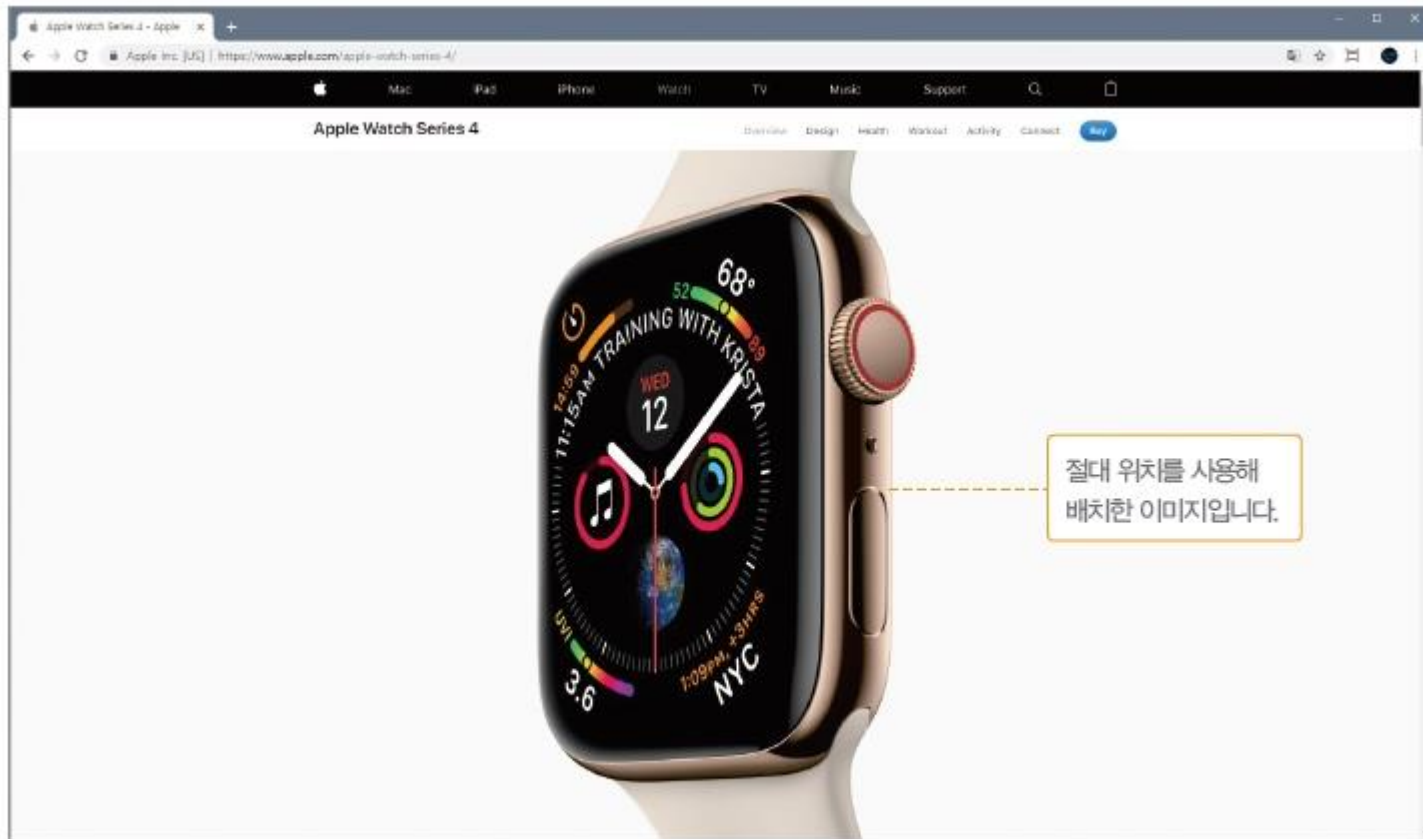 Apple Watch Series 4 - Apple
Apple Inc. [US] | https://www.apple.com/apple-watch-series-4/
Mac iPad iPhone Watch TV Music Support
Apple Watch Series 4
Overview Design Health Workout Activity Connect Buy
68°
52
89
14:59
11:15AM TRAINING WITH KRISTA
WED
12
절대 위치를 사용해
배치한 이미지입니다.
UVI
3.6
1:09PM, +3HRS
NYC